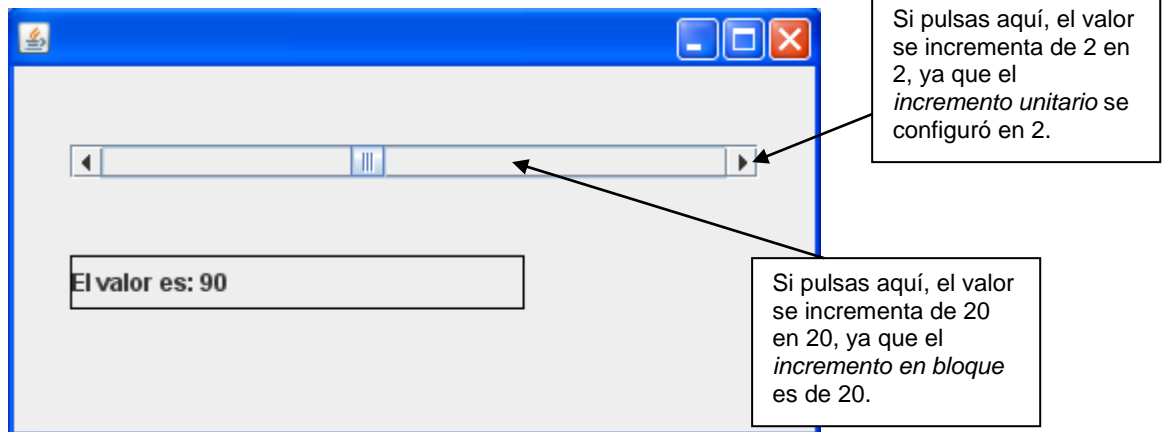 Si pulsas aquí, el valor
se incrementa de 2 en
2, ya que el
incremento unitario se
configuró en 2.
El valor es: 90
Si pulsas aquí, el valor
se incrementa de 20
en 20, ya que el
incremento en bloque
es de 20.